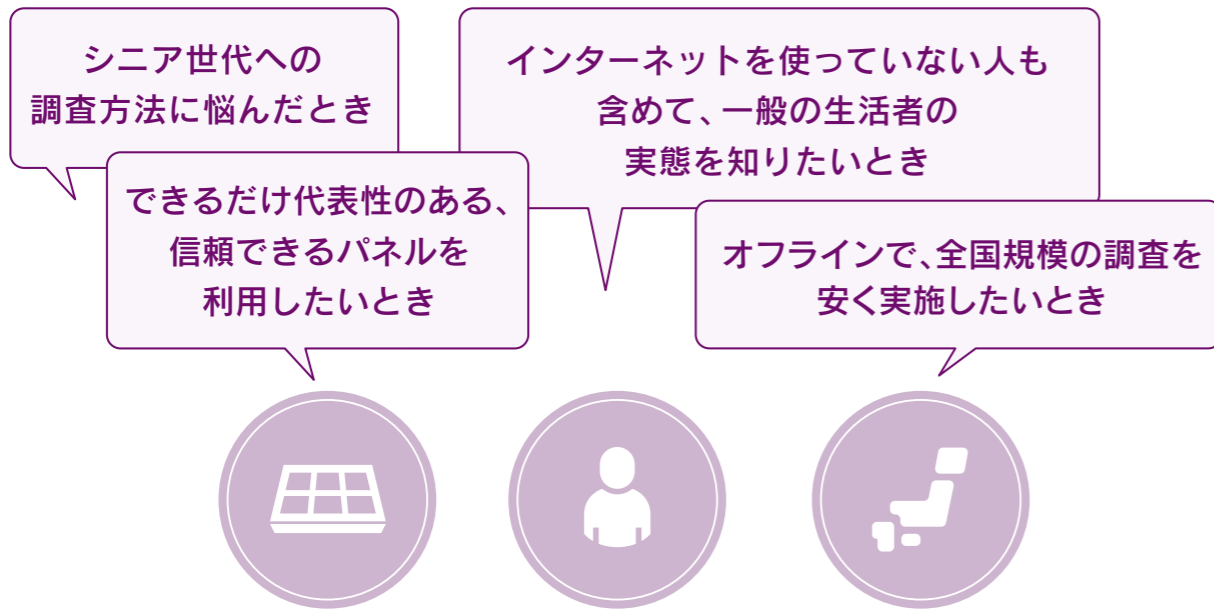 シニア世代への
調査方法に悩んだとき
インターネットを使っていない人も
含めて、一般の生活者の
実態を知りたいとき
できるだけ代表性のある、
信頼できるパネルを
利用したいとき
オフラインで、全国規模の調査を
安く実施したいとき